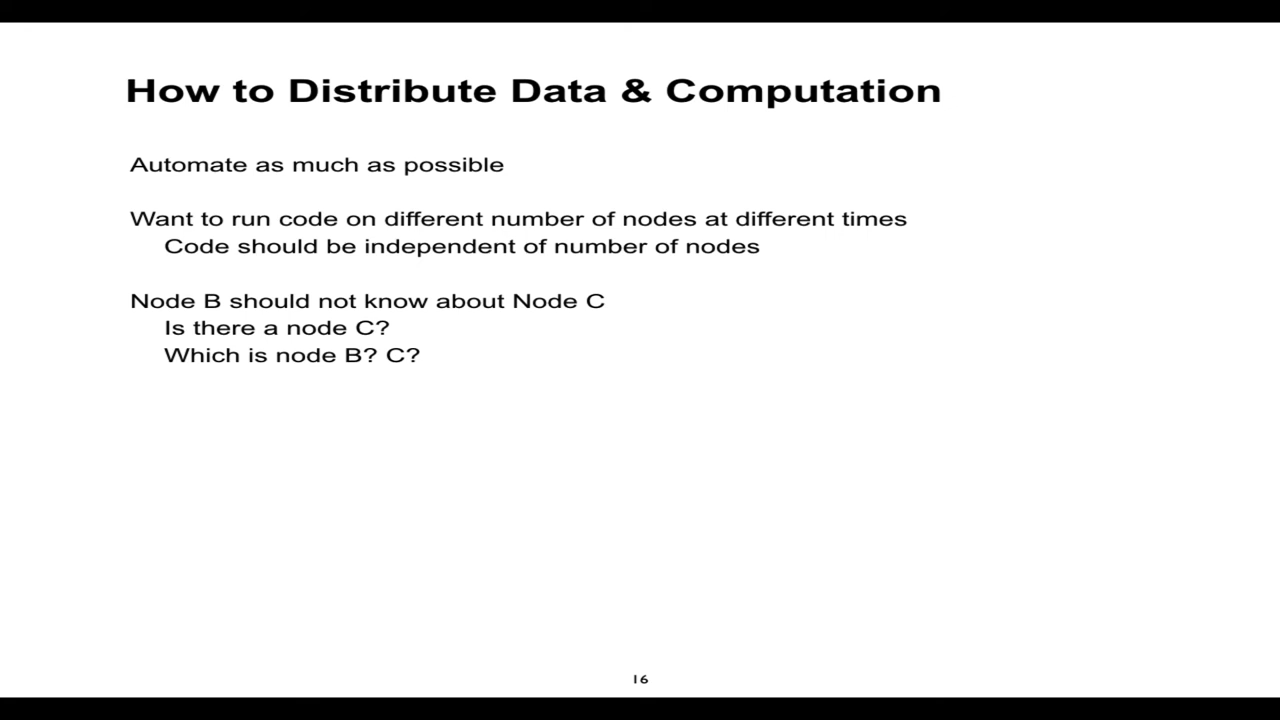 How to Distribute Data & Computation
Automate as much as possible
Want to run code on different number of nodes at different times
Code should be independent of number of nodes
Node B should not know about Node C
Is there a node C?
Which is node B? C?
16